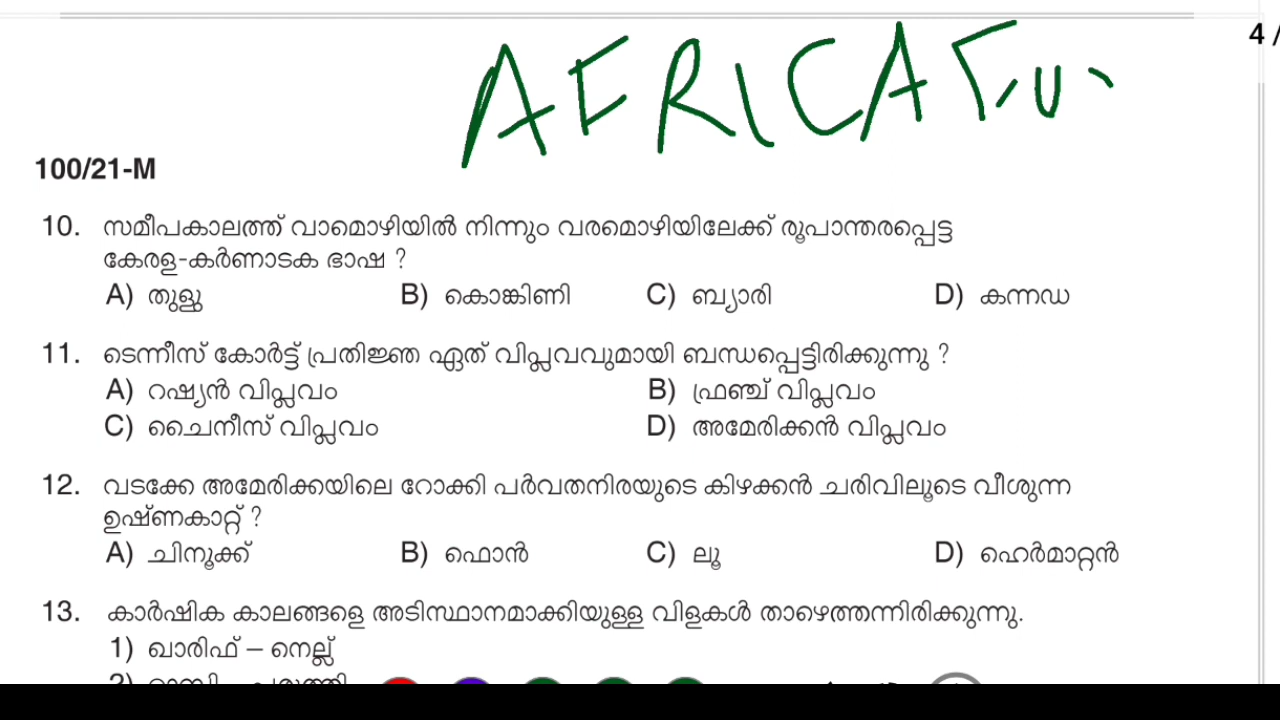 4 /
AFRICA
100/21-M
10. സമീപകാലത്ത് വാമൊഴിയിൽ നിന്നും വരമൊഴിയിലേക്ക് രൂപാന്തരപ്പെട്ട
കേരള-കർണാടക ഭാഷ ?
A) തുളു B) കൊങ്കിണി C) ബ്യാരി D) കന്നഡ
11. ടെന്നീസ് കോർട്ട് പ്രതിജ്ഞ ഏത് വിപ്ലവവുമായി ബന്ധപ്പെട്ടിരിക്കുന്നു ?
A) റഷ്യൻ വിപ്ലവം B) ഫ്രഞ്ച് വിപ്ലവം
C) ചൈനീസ് വിപ്ലവം D) അമേരിക്കൻ വിപ്ലവം
12. വടക്കേ അമേരിക്കയിലെ റോക്കി പർവതനിരയുടെ കിഴക്കൻ ചരിവിലൂടെ വീശുന്ന
ഉഷ്ണകാറ്റ് ?
A) ചിനൂക്ക് B) ഫൊൻ C) ലൂ D) ഹെർമാറ്റൻ
13. കാർഷിക കാലങ്ങളെ അടിസ്ഥാനമാക്കിയുള്ള വിളകൾ താഴെത്തന്നിരിക്കുന്നു.
1) ഖാരിഫ് – നെല്ല്